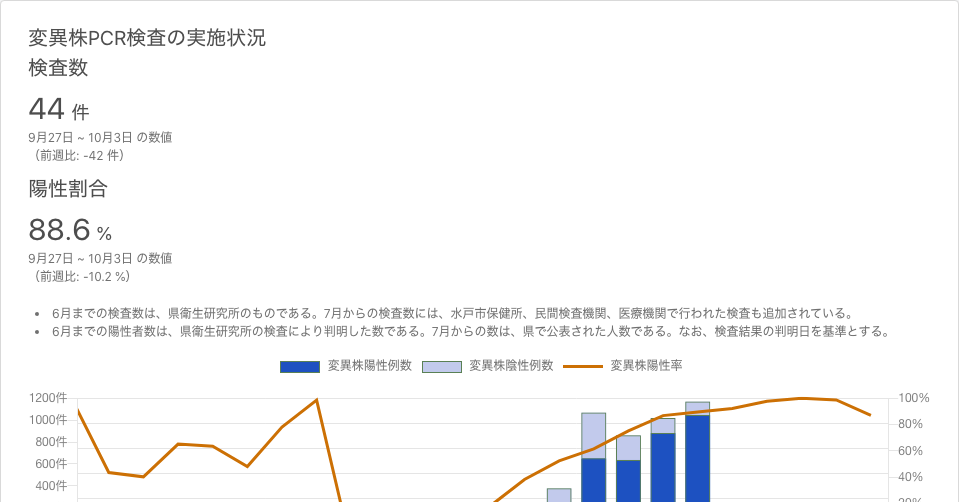 変異株PCR検査の実施状況
検査数
44 件
9月27日 ~ 10月3日 の数値
（前週比: -42 件）
陽性割合
88.6 %
9月27日 ~ 10月3日 の数値
（前週比: -10.2 %）
• 6月までの検査数は、県衛生研究所のものである。7月からの検査数には、水戸市保健所、民間検査機関、医療機関で行われた検査も追加されている。
• 6月までの陽性者数は、県衛生研究所の検査により判明した数である。7月からの数は、県で公表された人数である。なお、検査結果の判明日を基準とする。
変異株陽性例数 変異株陰性例数 変異株陽性率
1200件 100%
1000件 80%
800件 60%
600件 40%
400件 20%